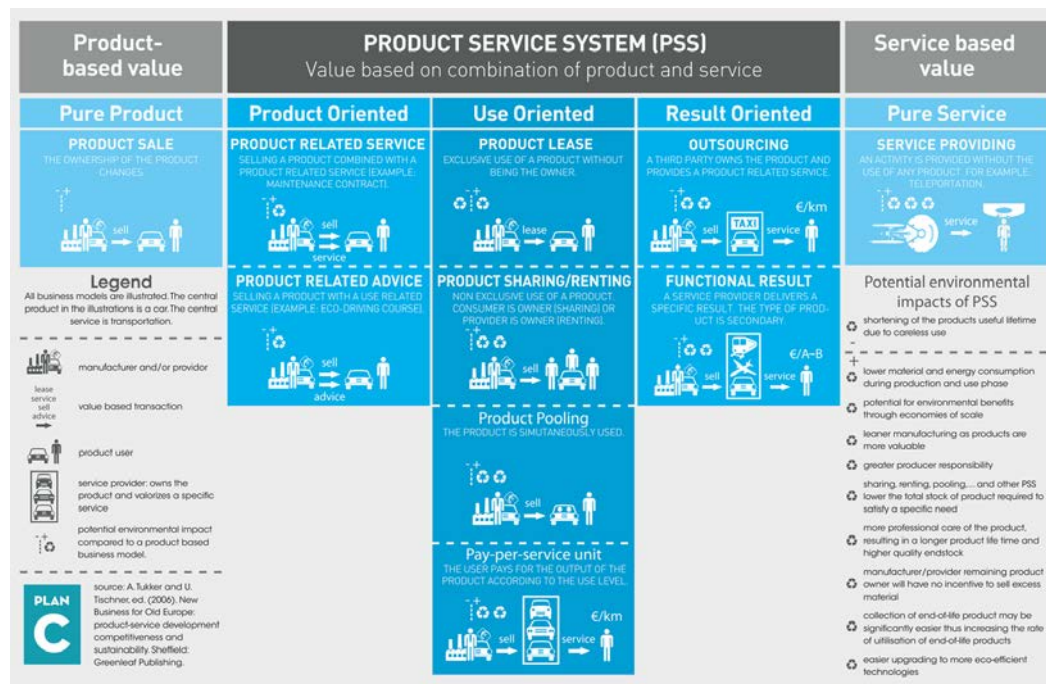 Product-
based value
PRODUCT SERVICE SYSTEM (PSS)
Value based on combination of product and service
Service based
value
Pure Product
Product Oriented
Use Oriented
Result Oriented
Pure Service
PRODUCT SALE
THE OWNERSHIP OF THE PRODUCT
CHANGES.
- +
sell
PRODUCT RELATED SERVICE
SELLING A PRODUCT COMBINED WITH A
PRODUCT RELATED SERVICE (EXAMPLE:
MAINTENANCE CONTRACT).
- +
sell
service
PRODUCT LEASE
EXCLUSIVE USE OF A PRODUCT WITHOUT
BEING THE OWNER.
- +
lease
OUTSOURCING
A THIRD PARTY OWNS THE PRODUCT AND
PROVIDES A PRODUCT RELATED SERVICE.
- +
sell
TAXI
€/km
service
SERVICE PROVIDING
AN ACTIVITY IS PROVIDED WITHOUT THE
USE OF ANY PRODUCT. FOR EXAMPLE:
TELEPORTATION.
- +
service
PRODUCT RELATED ADVICE
SELLING A PRODUCT WITH A USE RELATED
SERVICE (EXAMPLE: ECO-DRIVING COURSE).
- +
sell
advice
PRODUCT SHARING/RENTING
NON EXCLUSIVE USE OF A PRODUCT.
CONSUMER IS OWNER (SHARING) OR
PROVIDER IS OWNER (RENTING).
- +
sell
FUNCTIONAL RESULT
A SERVICE PROVIDER DELIVERS A
SPECIFIC RESULT. THE TYPE OF PROD-
UCT IS SECONDARY.
- +
sell
€/A-B
service
Product Pooling
THE PRODUCT IS SIMUTANEOUSLY USED.
- +
sell
Pay-per-service unit
THE USER PAYS FOR THE OUTPUT OF THE
PRODUCT ACCORDING TO THE USE LEVEL.
- +
sell
€/km
service
Legend
All business models are illustrated. The central
product in the illustrations is a car. The central
service is transportation.
manufacturer and/or provider
lease
service
sell
advice
value based transaction
product user
service provider: owns the
product and valorizes a specific
service
- +
potential environmental impact
compared to a product based
business model.
PLAN
C
source: A. Tukker and U.
Tischner, ed. (2006). New
Business for Old Europe:
product-service development
competitiveness and
sustainability. Sheffield:
Greenleaf Publishing.
Potential environmental
impacts of PSS
shortening of the products useful lifetime
due to careless use
-
+
lower material and energy consumption
during production and use phase
potential for environmental benefits
through economies of scale
leaner manufacturing as products are
more valuable
greater producer responsibility
sharing, renting, pooling,... and other PSS
lower the total stock of product required to
satisfy a specific need
more professional care of the product,
resulting in a longer product life time and
higher quality endstock
manufacturer/provider remaining product
owner will have no incentive to sell excess
material
collection of end-of-life product may be
significantly easier thus increasing the rate
of utilisation of end-of-life products
easier upgrading to more eco-efficient
technologies